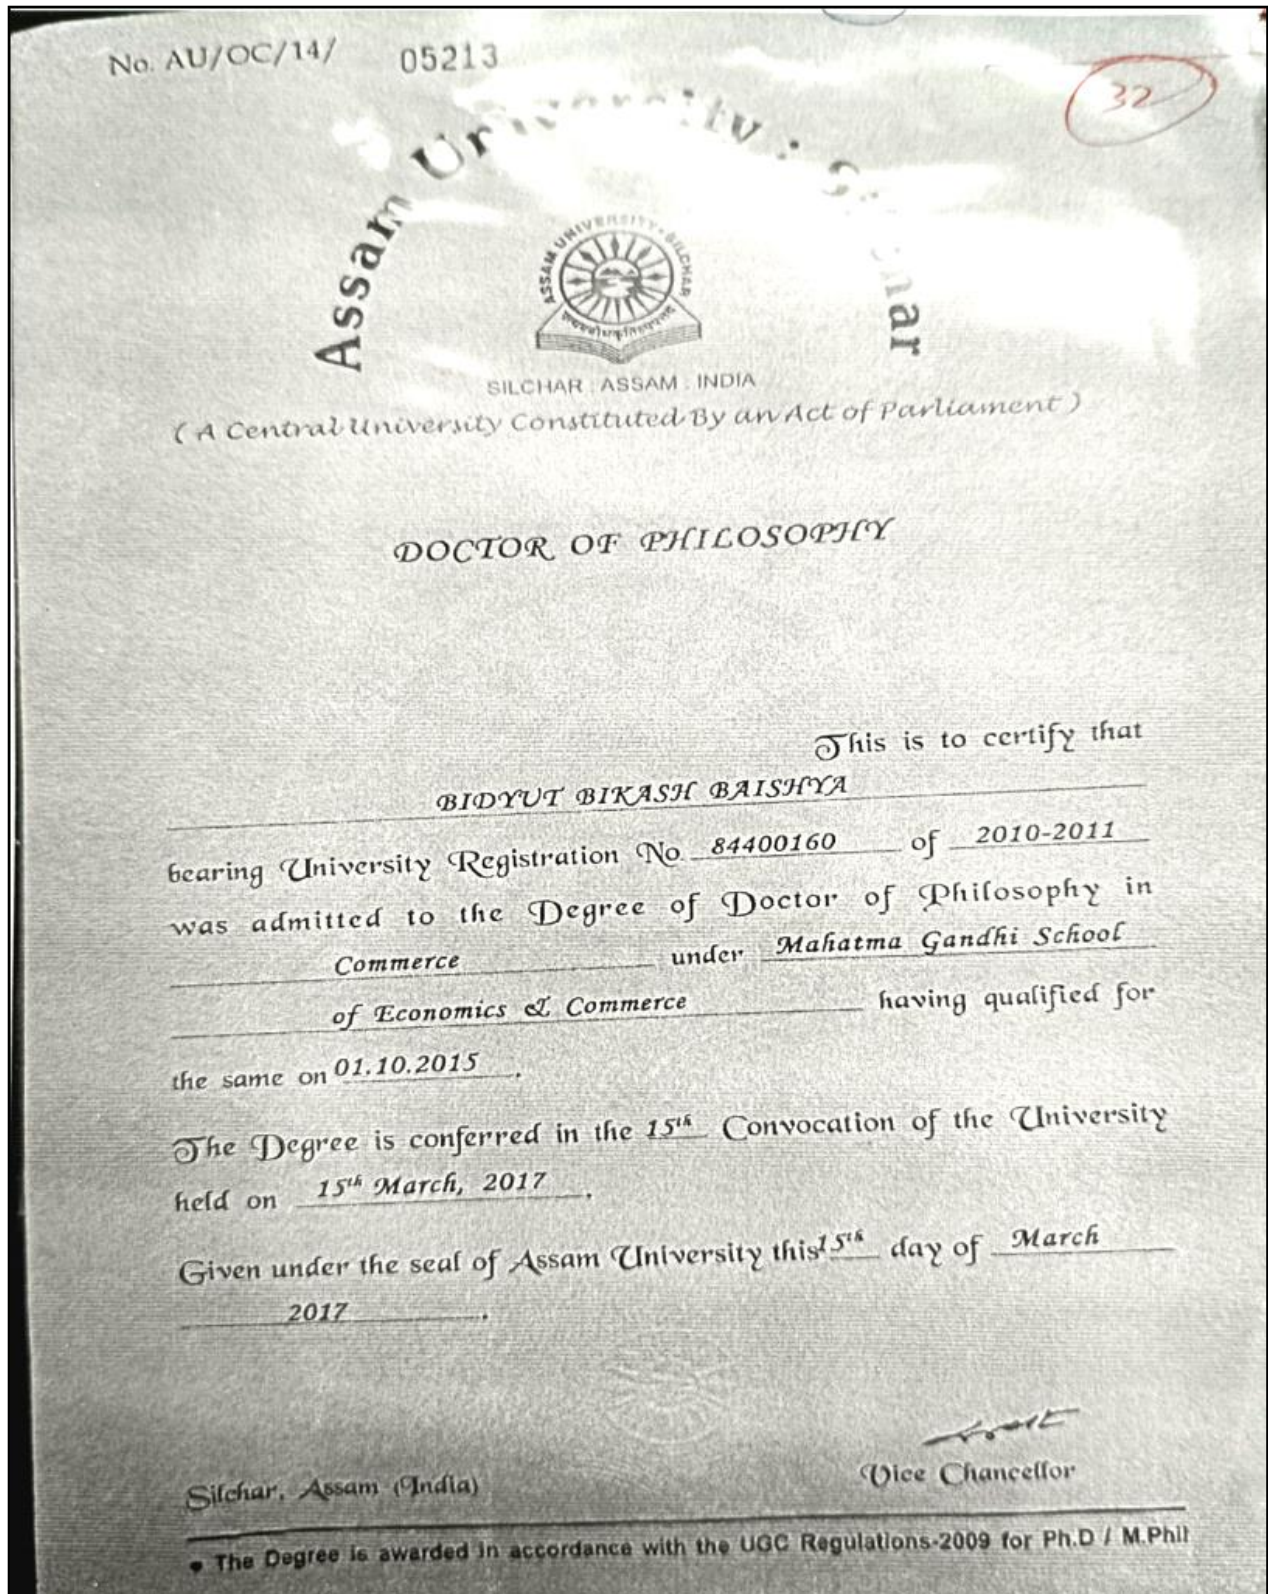 No. AU/OC/14/ 05213
32
Assam University : Silchar
ASSAM UNIVERSITY SILCHAR
SILCHAR : ASSAM : INDIA
( A Central University Constituted By an Act of Parliament )
DOCTOR OF PHILOSOPHY
This is to certify that
BIDYUT BIKASH BAISHYA
bearing University Registration No 84400160 of 2010-2011
was admitted to the Degree of Doctor of Philosophy in
Commerce under Mahatma Gandhi School
of Economics & Commerce having qualified for
the same on 01.10.2015.
The Degree is conferred in the 15th Convocation of the University
held on 15th March, 2017.
Given under the seal of Assam University this 15th day of March
2017.
Vice Chancellor
Silchar, Assam (India)
• The Degree is awarded in accordance with the UGC Regulations-2009 for Ph.D / M.Phil